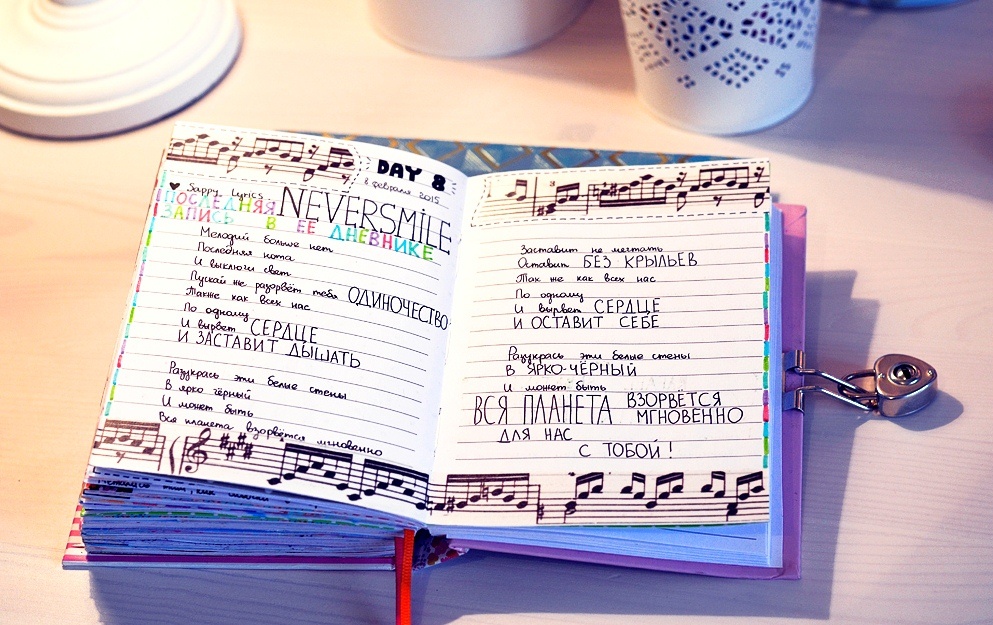 DAY 8
8 февраля 2015
♥ Sappy Lyrics
NEVERSMILE
ПОСЛЕДНЯЯ
ЗАПИСЬ В ЕЕ ДНЕВНИКЕ
Мелодий больше нет
Последняя нота
И выключи свет
Пускай не разорвёт тебя ОДИНОЧЕСТВО
Также как всех нас
По одному
И вырвет СЕРДЦЕ
И ЗАСТАВИТ ДЫШАТЬ
Разукрась эти белые стены
В ярко чёрный
И может быть
Вся планета взорвётся мгновенно
Заставит не мечтать
Оставит БЕЗ КРЫЛЬЕВ
Так же как всех нас
По одному
И вырвет СЕРДЦЕ
И ОСТАВИТ СЕБЕ
Разукрась эти белые стены
В ЯРКО-ЧЁРНЫЙ
И может быть
ВСЯ ПЛАНЕТА ВЗОРВЁТСЯ
МГНОВЕННО
ДЛЯ НАС
С ТОБОЙ!